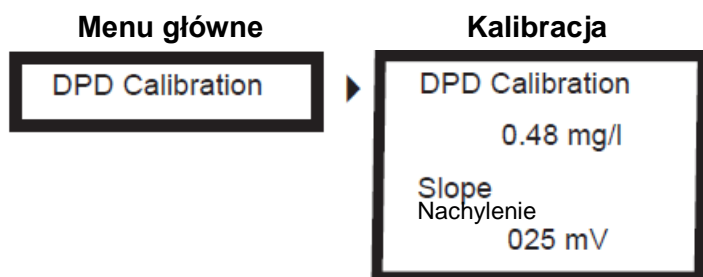 Menu główne
DPD Calibration
Kalibracja
DPD Calibration
0.48 mg/l
Slope
Nachylenie
025 mV